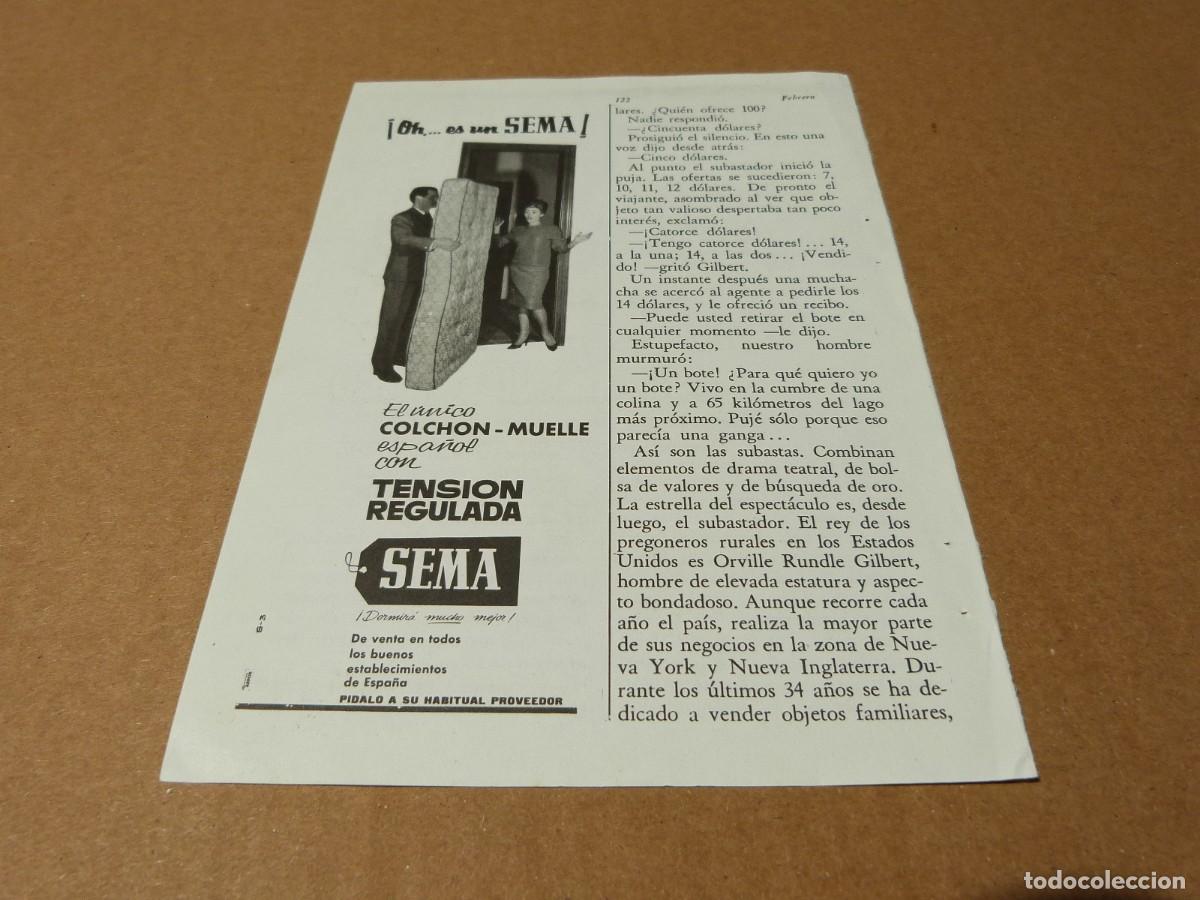 ¡Oh... es un SEMA!
El único
COLCHON - MUELLE
español
con
TENSION
REGULADA
SEMA
¡Dormirá mucho mejor!
De venta en todos
los buenos
establecimientos
de España
PIDALO A SU HABITUAL PROVEEDOR
S-3
122 Febrero
lares. ¿Quién ofrece 100?
Nadie respondió.
—¿Cincuenta dólares?
Prosiguió el silencio. En esto una
voz dijo desde atrás:
—Cinco dólares.
Al punto el subastador inició la
puja. Las ofertas se sucedieron: 7,
10, 11, 12 dólares. De pronto el
viajante, asombrado al ver que ob-
jeto tan valioso despertaba tan poco
interés, exclamó:
—¡Catorce dólares!
—¡Tengo catorce dólares! ... 14,
a la una; 14, a las dos ... ¡Vendi-
do! —gritó Gilbert.
Un instante después una mucha-
cha se acercó al agente a pedirle los
14 dólares, y le ofreció un recibo.
—Puede usted retirar el bote en
cualquier momento —le dijo.
Estupefacto, nuestro hombre
murmuró:
—¡Un bote! ¿Para qué quiero yo
un bote? Vivo en la cumbre de una
colina y a 65 kilómetros del lago
más próximo. Pujé sólo porque eso
parecía una ganga ...
Así son las subastas. Combinan
elementos de drama teatral, de bol-
sa de valores y de búsqueda de oro.
La estrella del espectáculo es, desde
luego, el subastador. El rey de los
pregoneros rurales en los Estados
Unidos es Orville Rundle Gilbert,
hombre de elevada estatura y aspec-
to bondadoso. Aunque recorre cada
año el país, realiza la mayor parte
de sus negocios en la zona de Nue-
va York y Nueva Inglaterra. Du-
rante los últimos 34 años se ha de-
dicado a vender objetos familiares,
todocoleccion